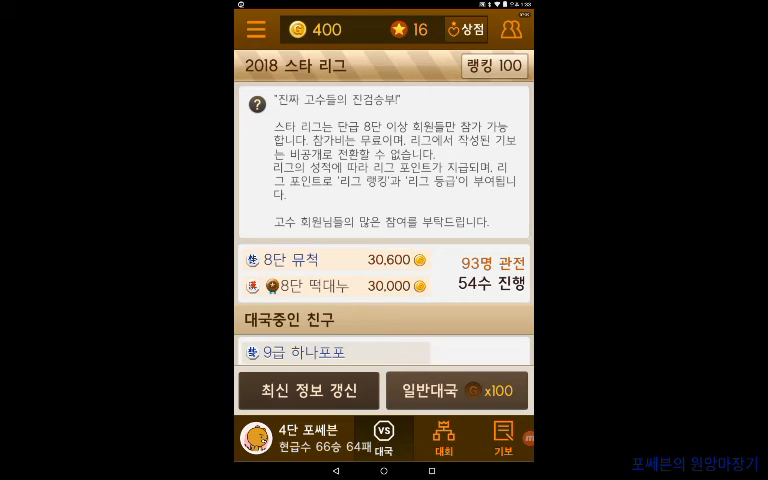 400
16
상점
2018 스타 리그
랭킹 100
"진짜 고수들의 진검승부!"
스타 리그는 단급 8단 이상 회원들만 참가 가능
합니다. 참가비는 무료이며, 리그에서 작성된 기보
는 비공개로 전환할 수 없습니다.
리그의 성적에 따라 리그 포인트가 지급되며, 리
그 포인트로 '리그 랭킹'과 '리그 등급'이 부여됩니
다.
고수 회원님들의 많은 참여를 부탁드립니다.
8단 뮤척
30,600
93명 관전
漢
8단 떡대누
30,000
54수 진행
대국중인 친구
9급 하나포포
최신 정보 갱신
일반대국
G
x100
4단 포쎄븐
현급수 66승 64패
VS
대국
대회
기보
포쎄븐의 원앙마장기